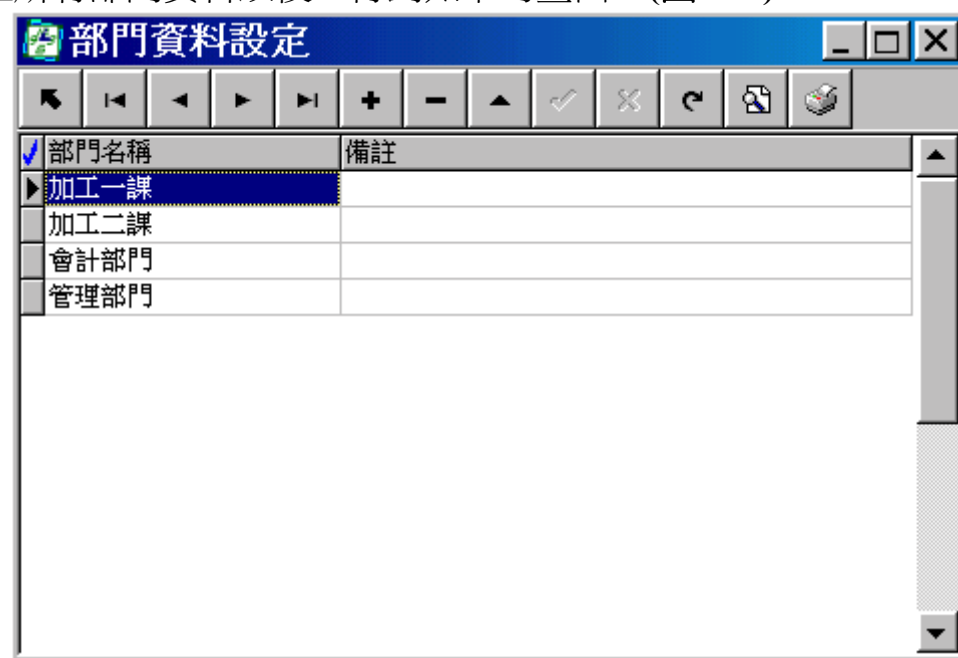 部門資料設定
部門名稱 備註
加工一課
加工二課
會計部門
管理部門